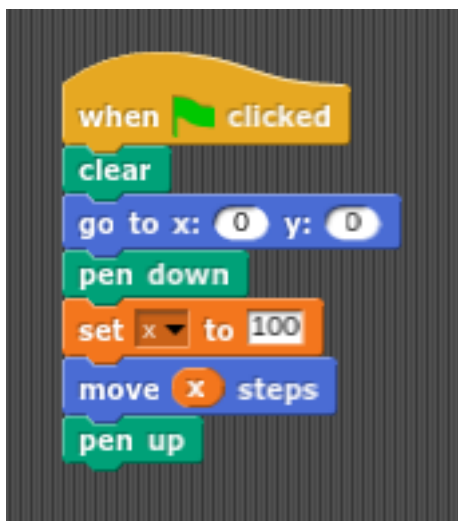 when clicked
clear
go to x: 0 y: 0
pen down
set x to 100
move x steps
pen up